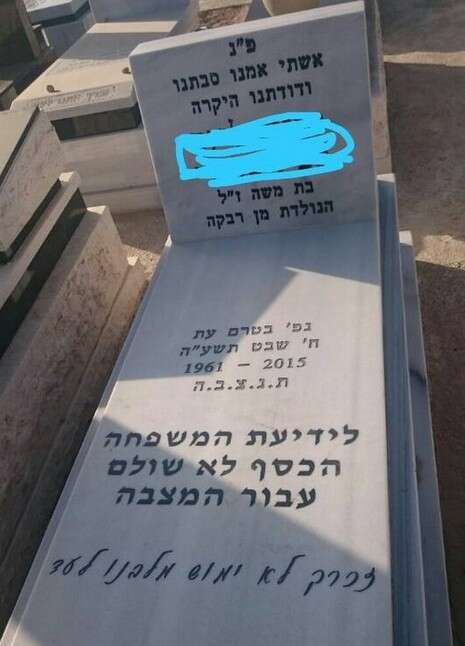 פ"נ
אשתי אמנו סבתנו
ודודתנו היקרה
בת משה ז"ל
הנולדת מן רבקה
נפ' בטרם עת
ח' שבט תשע"ה
1961 - 2015
ת.נ.צ.ב.ה
לידיעת המשפחה
הכסף לא שולם
עבור המצבה
זכרך לא ימוש מלבנו לעד